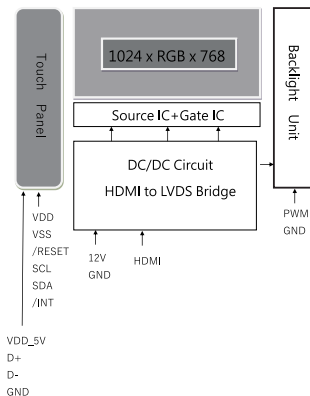 Touch Panel
1024 x RGB x 768
Backlight Unit
Source IC+Gate IC
DC/DC Circuit
HDMI to LVDS Bridge
VDD
VSS
/RESET
SCL
SDA
/INT
12V
GND
HDMI
PWM
GND
VDD_5V
D+
D-
GND